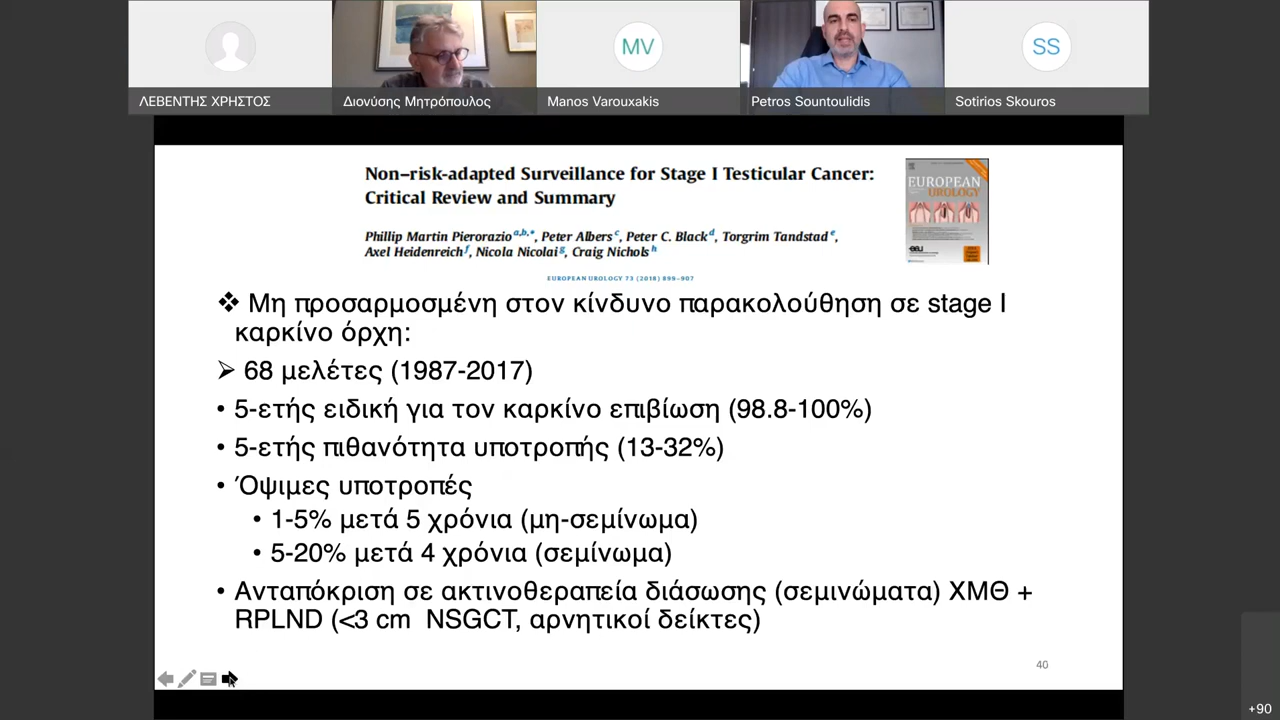 ΛΕΒΕΝΤΗΣ ΧΡΗΣΤΟΣ
Διονύσης Μητρόπουλος
MV
Manos Varouxakis
Petros Sountoulidis
SS
Sotirios Skouros
Non–risk-adapted Surveillance for Stage I Testicular Cancer:
Critical Review and Summary
Phillip Martin Pierorazio a,b,*, Peter Albers c, Peter C. Black d, Torgrim Tandstad e,
Axel Heidenreich f, Nicola Nicolai g, Craig Nichols h
EUROPEAN UROLOGY 73 (2018) 899–907
EUROPEAN
UROLOGY
❖ Μη προσαρμοσμένη στον κίνδυνο παρακολούθηση σε stage I
καρκίνο όρχη:
➢ 68 μελέτες (1987-2017)
• 5-ετής ειδική για τον καρκίνο επιβίωση (98.8-100%)
• 5-ετής πιθανότητα υποτροπής (13-32%)
• Όψιμες υποτροπές
• 1-5% μετά 5 χρόνια (μη-σεμίνωμα)
• 5-20% μετά 4 χρόνια (σεμίνωμα)
• Ανταπόκριση σε ακτινοθεραπεία διάσωσης (σεμινώματα) ΧΜΘ +
RPLND (<3 cm NSGCT, αρνητικοί δείκτες)
40
+90